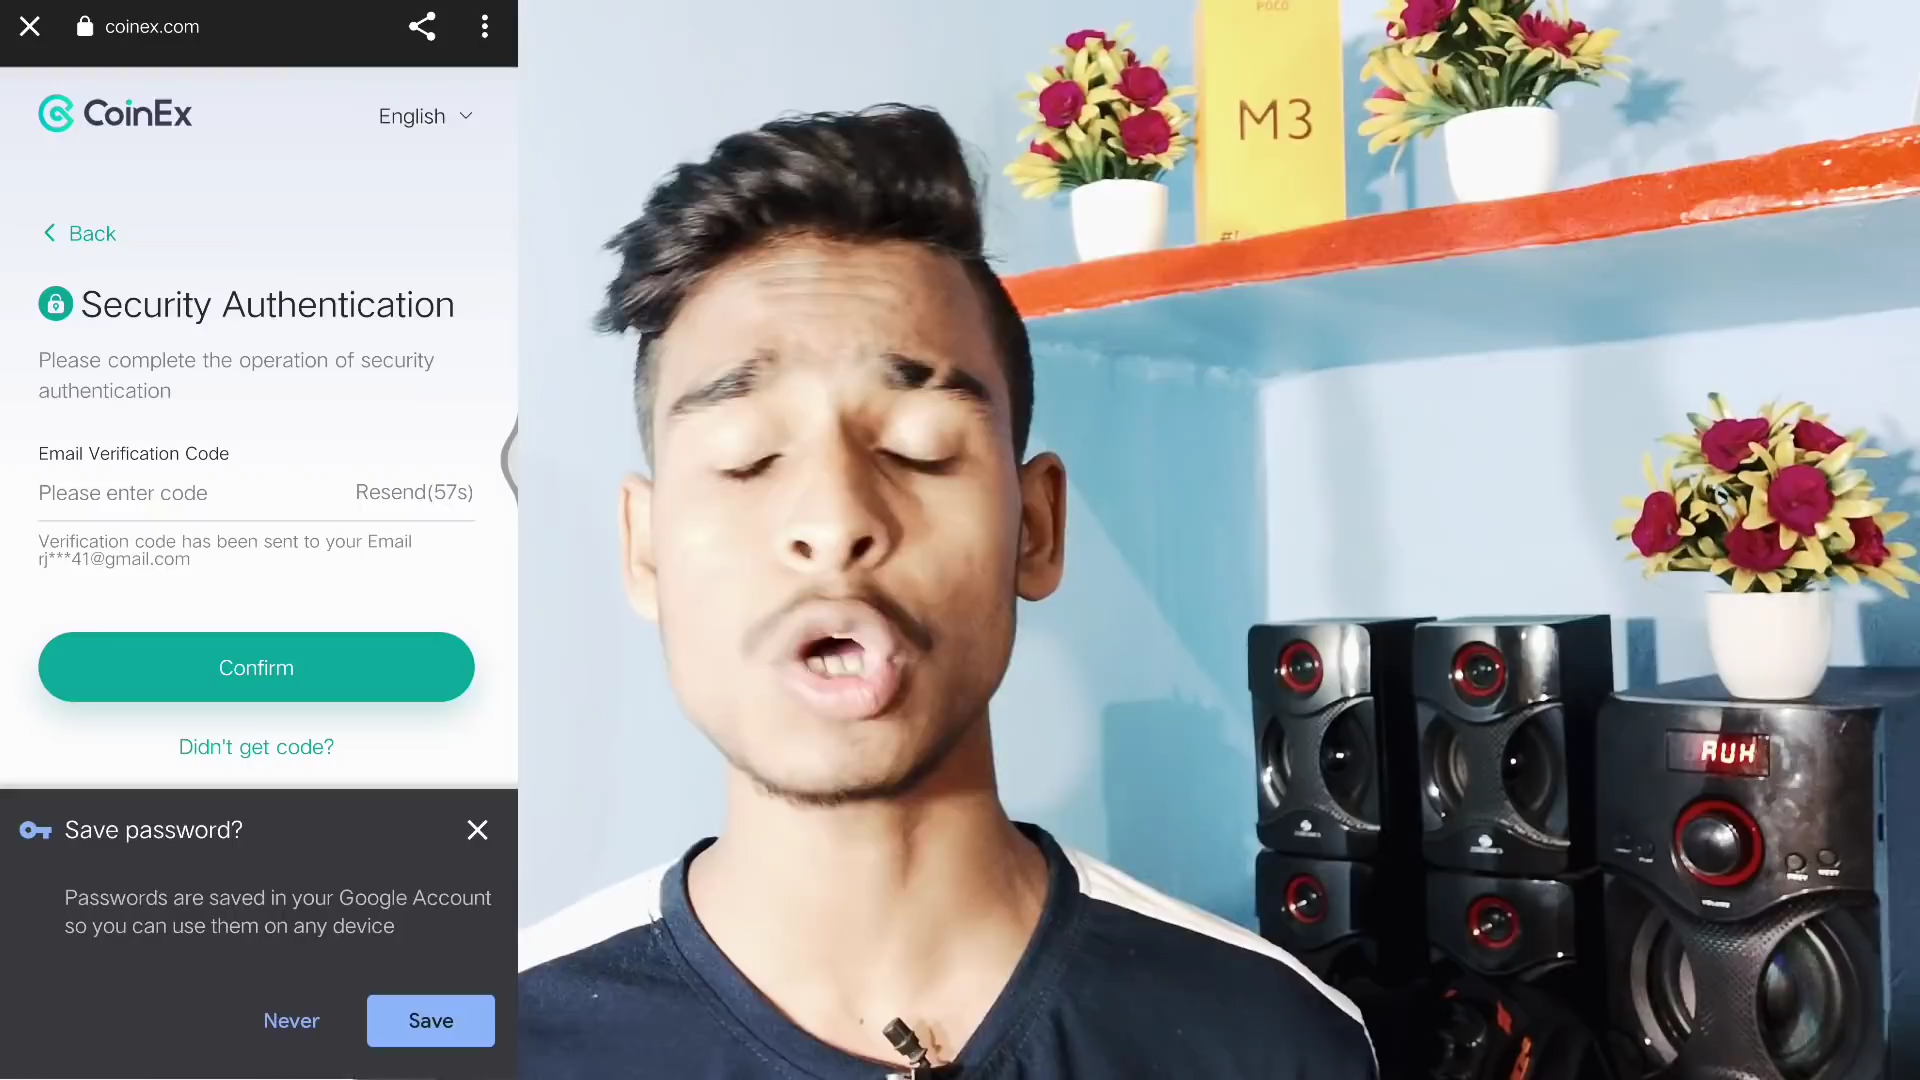 coinex.com
CoinEx
English
Back
Security Authentication
Please complete the operation of security
authentication
Email Verification Code
Please enter code
Resend(57s)
Verification code has been sent to your Email
rj***41@gmail.com
Confirm
Didn't get code?
Save password?
Passwords are saved in your Google Account
so you can use them on any device
Never
Save
POCO
M3
AUX
VOLUME